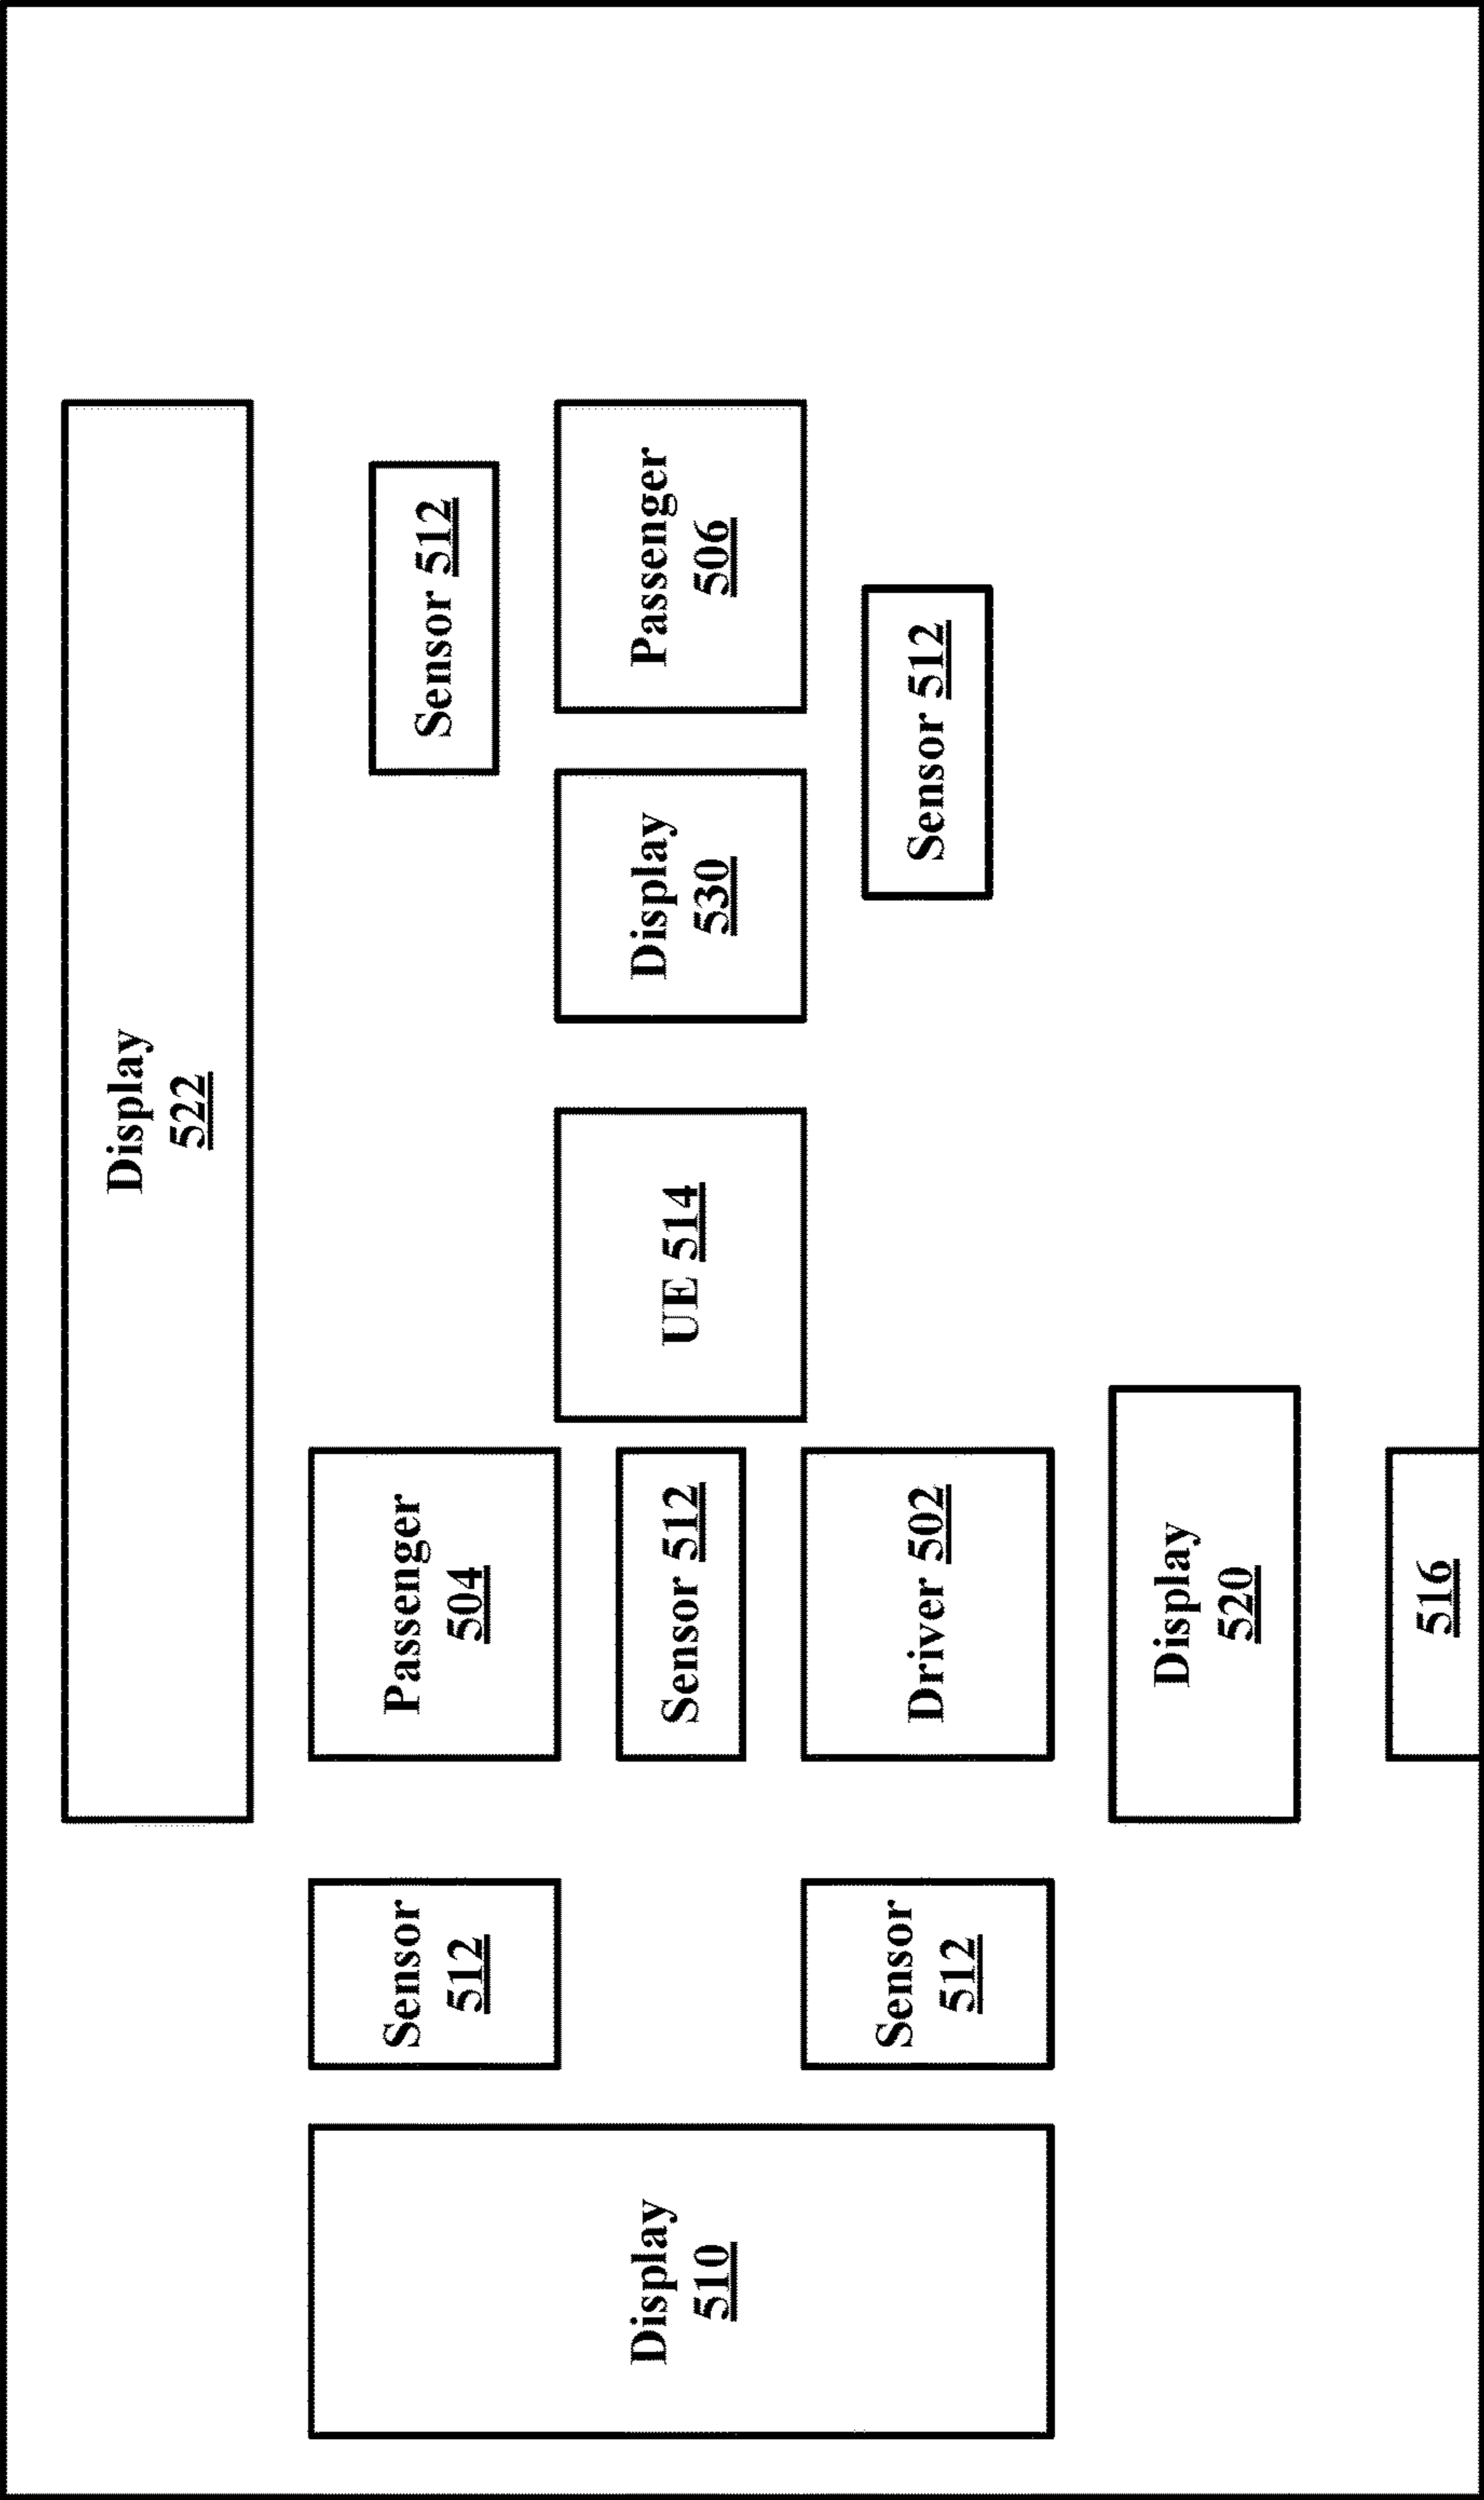 Display
522
Sensor
512
Passenger
504
Sensor 512
Display
510
Sensor 512
UE 514
Display
530
Passenger
506
Sensor
512
Driver 502
Sensor 512
Display
520
516